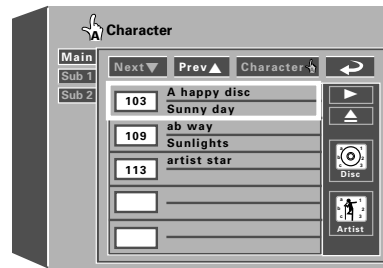 A Character
Main
Sub 1
Sub 2
Next▼ Prev▲ Character
103 A happy disc
Sunny day
109 ab way
Sunlights
113 artist star
Disc
Artist